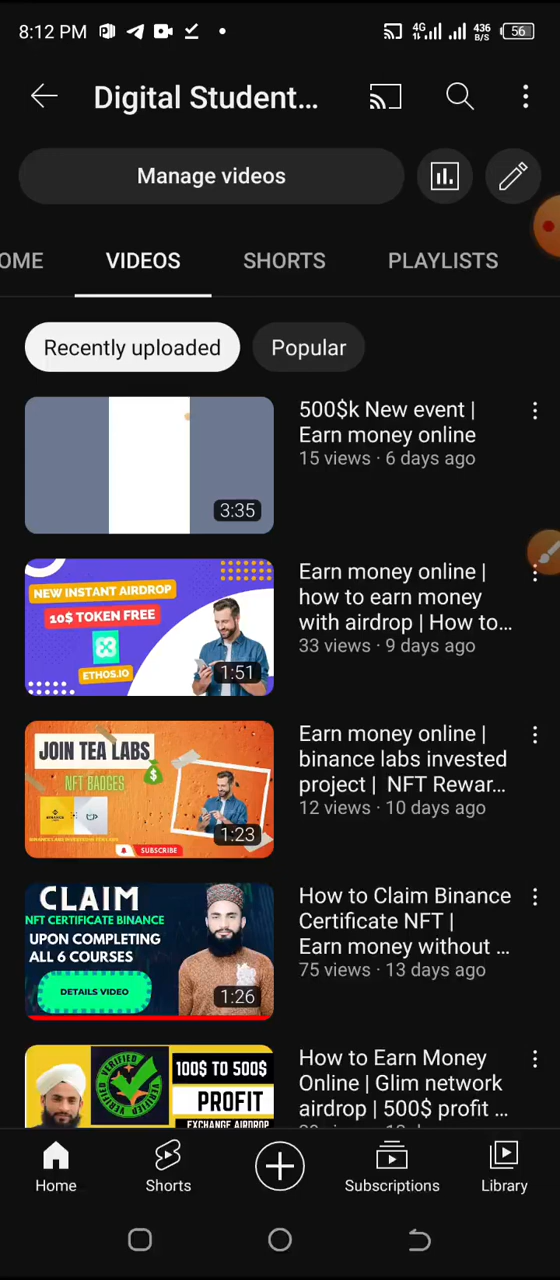 8:12 PM
4G
436
B/S
56
Digital Student...
Manage videos
OME
VIDEOS
SHORTS
PLAYLISTS
Recently uploaded
Popular
3:35
500$k New event |
Earn money online
15 views · 6 days ago
NEW INSTANT AIRDROP
10$ TOKEN FREE
ETHOS.IO
1:51
Earn money online |
how to earn money
with airdrop | How to...
33 views · 9 days ago
JOIN TEA LABS
NFT BADGES
SUBSCRIBE
1:23
Earn money online |
binance labs invested
project | NFT Rewar...
12 views · 10 days ago
CLAIM
NFT CERTIFICATE BINANCE
UPON COMPLETING
ALL 6 COURSES
DETAILS VIDEO
1:26
How to Claim Binance
Certificate NFT |
Earn money without ...
75 views · 13 days ago
VERIFIED
100$ TO 500$
PROFIT
EXCHANGE AIRDROP
How to Earn Money
Online | Glim network
airdrop | 500$ profit ...
Home
Shorts
Subscriptions
Library